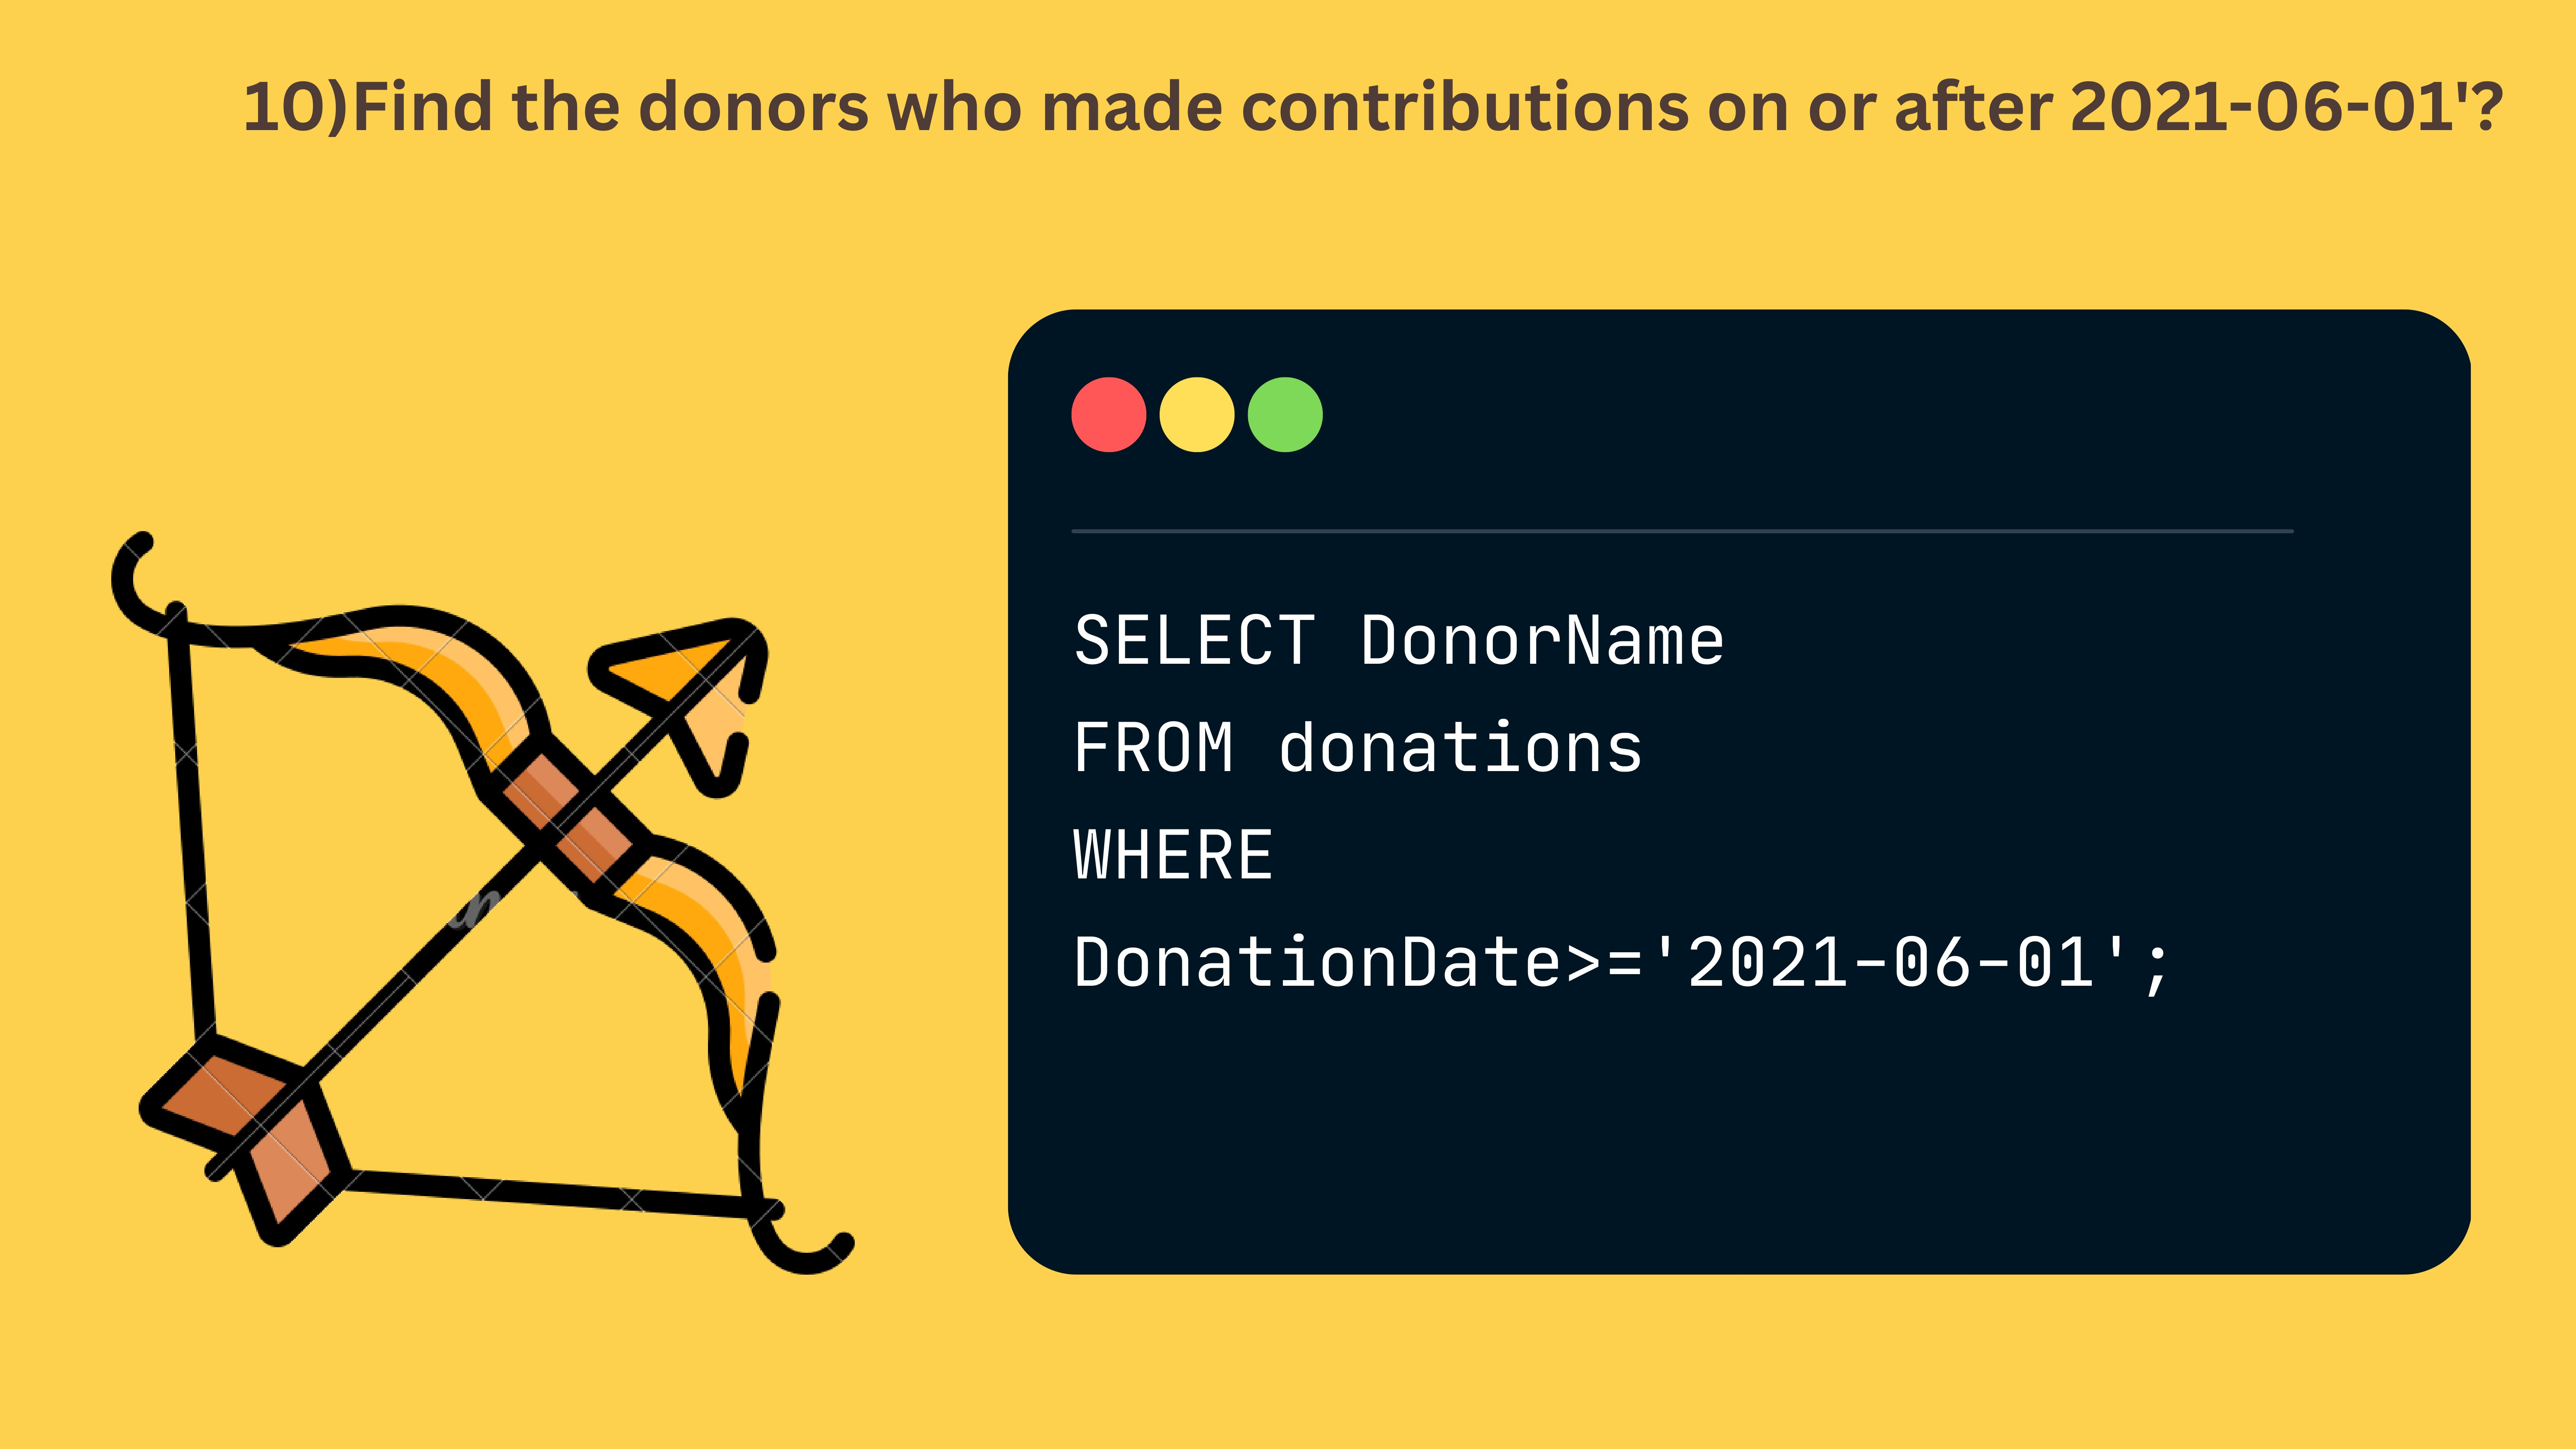 10)Find the donors who made contributions on or after 2021-06-01'?
SELECT DonorName
FROM donations
WHERE
DonationDate>='2021-06-01';